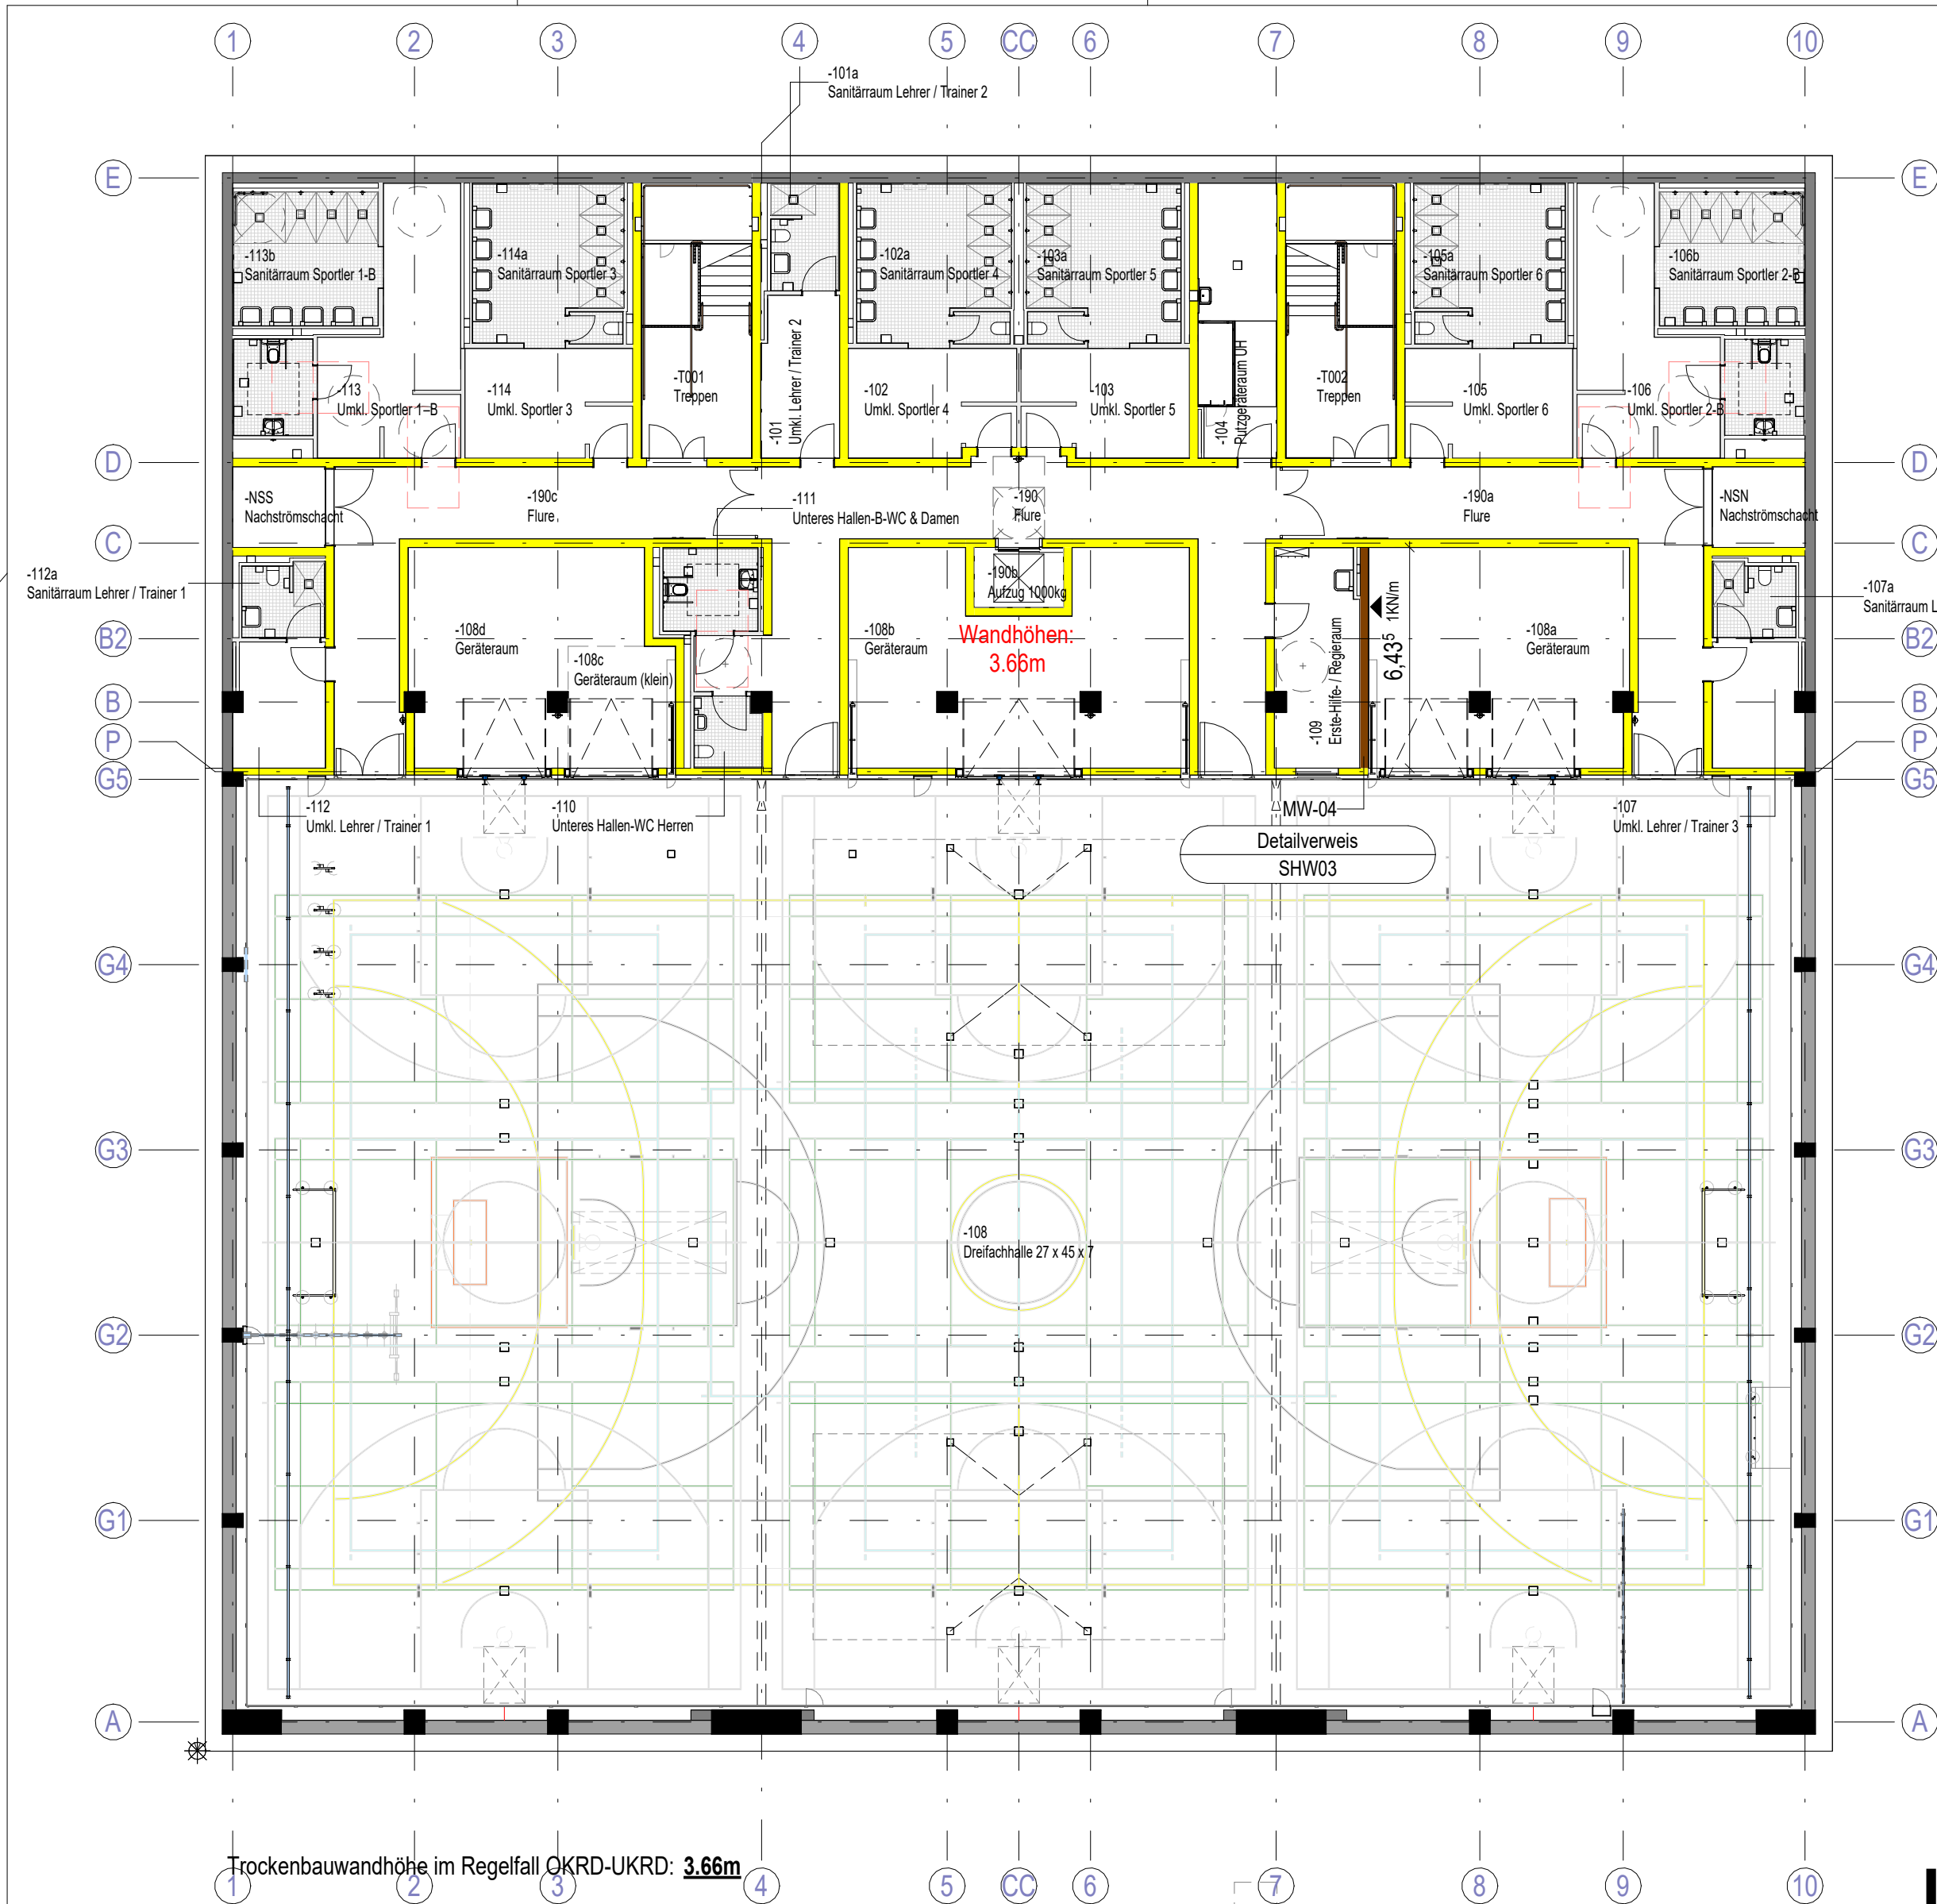 1 2 3 4 5 CC 6 7 8 9 10
-101a
Sanitärraum Lehrer / Trainer 2
E E
-113b
Sanitärraum Sportler 1-B
-114a
Sanitärraum Sportler 3
-102a
Sanitärraum Sportler 4
-103a
Sanitärraum Sportler 5
-105a
Sanitärraum Sportler 6
-106b
Sanitärraum Sportler 2-B
-113
Umkl. Sportler 1-B
-114
Umkl. Sportler 3
-T001
Treppen
-101
Umkl. Lehrer / Trainer 2
-102
Umkl. Sportler 4
-103
Umkl. Sportler 5
-104
Putzgeräteraum UH
-T002
Treppen
-105
Umkl. Sportler 6
-106
Umkl. Sportler 2-B
D D
-NSS
Nachströmschacht
-190c
Flure
-111
Unteres Hallen-B-WC & Damen
-190
Flure
-190a
Flure
-NSN
Nachströmschacht
C C
-112a
Sanitärraum Lehrer / Trainer 1
-190b
Aufzug 1000kg
-107a
Sanitärraum L
B2 B2
-108d
Geräteraum
-108c
Geräteraum (klein)
-108b
Geräteraum
Wandhöhen:
3.66m
-109
Erste-Hilfe- / Regieraum
6,43⁵
1KN/m
-108a
Geräteraum
B B
P P
G5 G5
-112
Umkl. Lehrer / Trainer 1
-110
Unteres Hallen-WC Herren
MW-04
Detailverweis
SHW03
-107
Umkl. Lehrer / Trainer 3
G4 G4
G3 G3
-108
Dreifachhalle 27 x 45 x 7
G2 G2
G1 G1
A A
Trockenbauwandhöhe im Regelfall OKRD-UKRD: 3.66m
1 2 3 4 5 CC 6 7 8 9 10